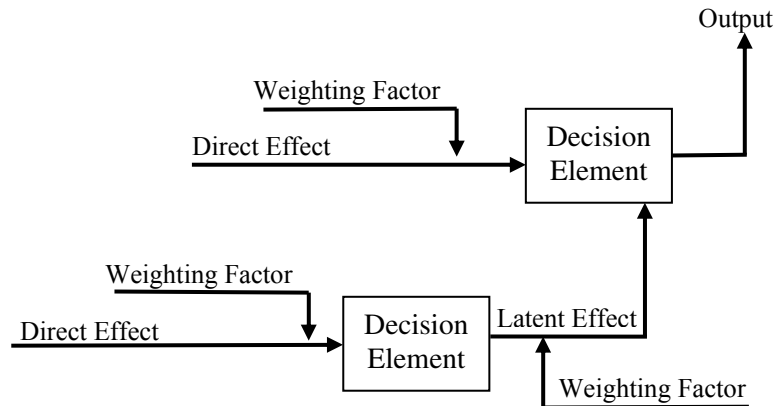 Output
Weighting Factor
Decision
Element
Direct Effect
Weighting Factor
Direct Effect
Decision
Element
Latent Effect
Weighting Factor